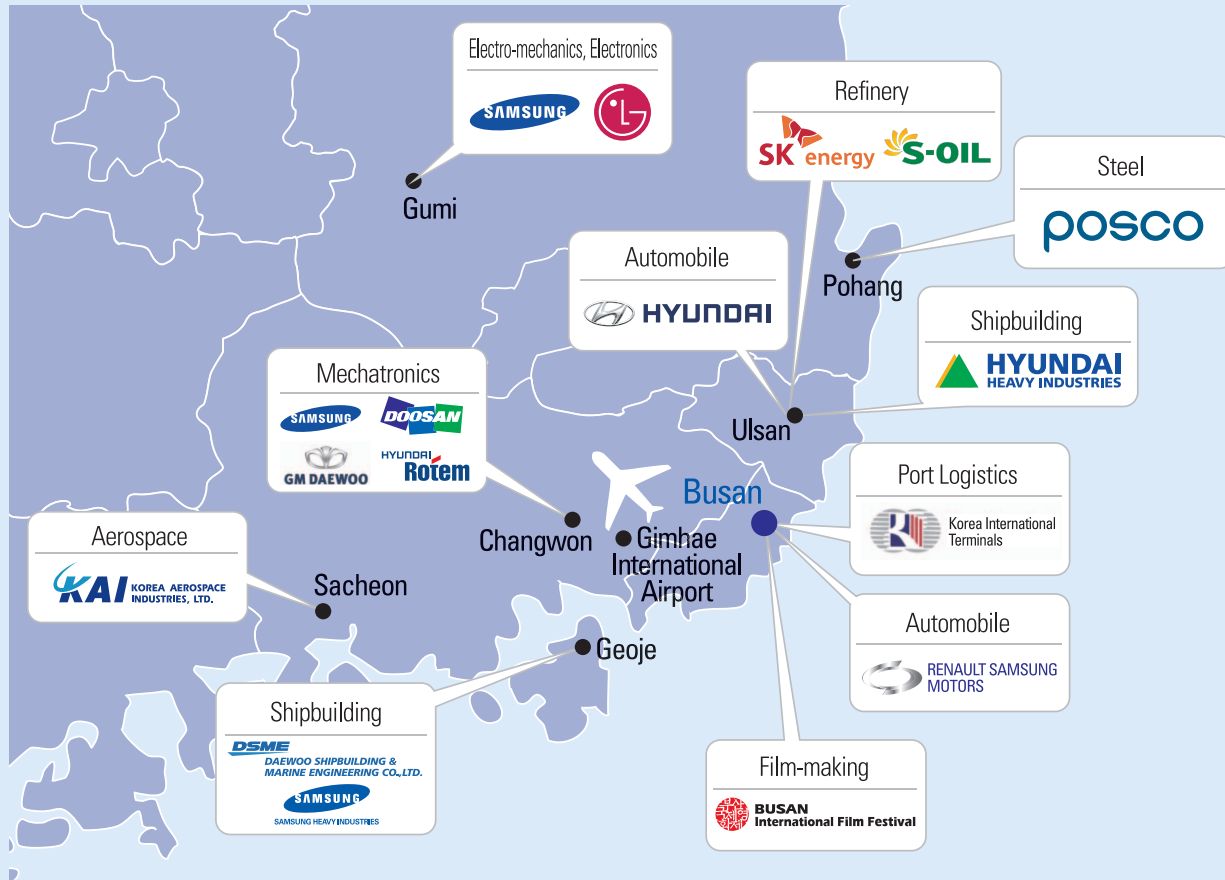 Electro-mechanics, Electronics
SAMSUNG
LG
Gumi
Refinery
SK energy
S-OIL
Steel
posco
Pohang
Automobile
HYUNDAI
Shipbuilding
HYUNDAI
HEAVY INDUSTRIES
Ulsan
Mechatronics
SAMSUNG
DOOSAN
GM DAEWOO
HYUNDAI
Rotem
Changwon
Busan
Gimhae
International
Airport
Port Logistics
Korea International
Terminals
Aerospace
KAI
KOREA AEROSPACE
INDUSTRIES, LTD.
Sacheon
Automobile
RENAULT SAMSUNG
MOTORS
Geoje
Shipbuilding
DSME
DAEWOO SHIPBUILDING &
MARINE ENGINEERING CO.,LTD.
SAMSUNG
SAMSUNG HEAVY INDUSTRIES
Film-making
BUSAN
International Film Festival